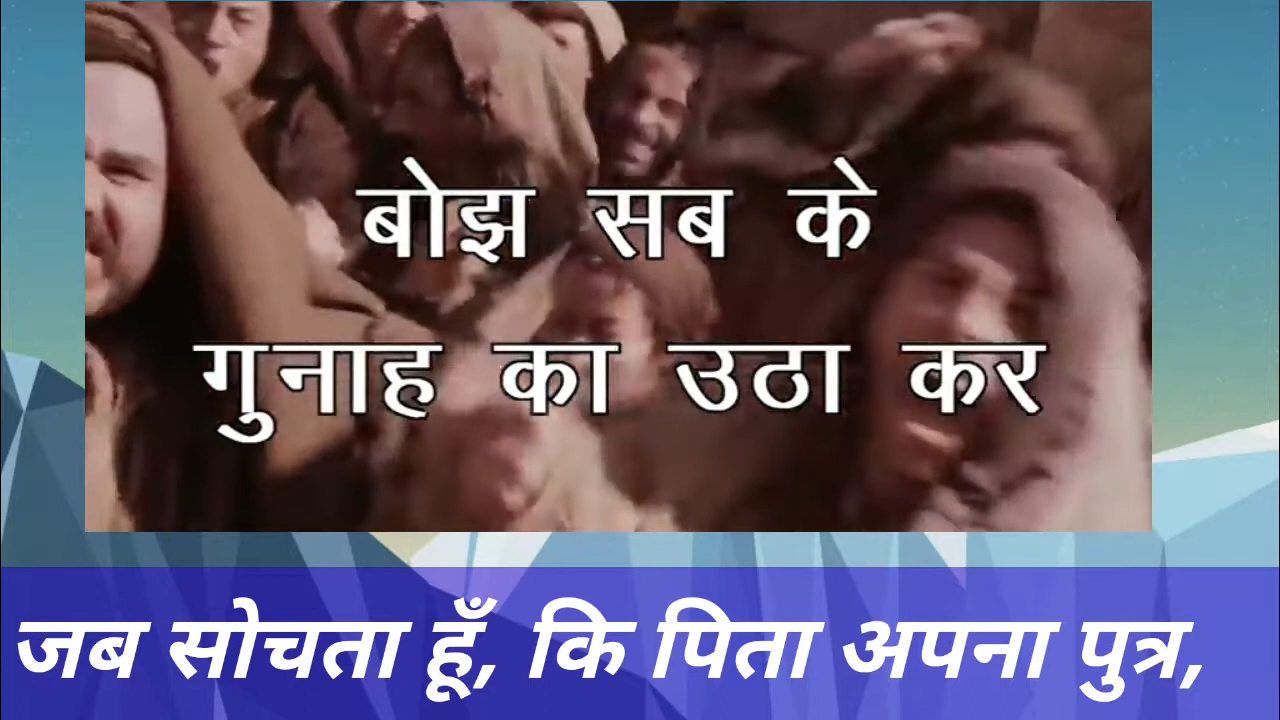 बोझ सब के
गुनाह का उठा कर
जब सोचता हूँ, कि पिता अपना पुत्र,